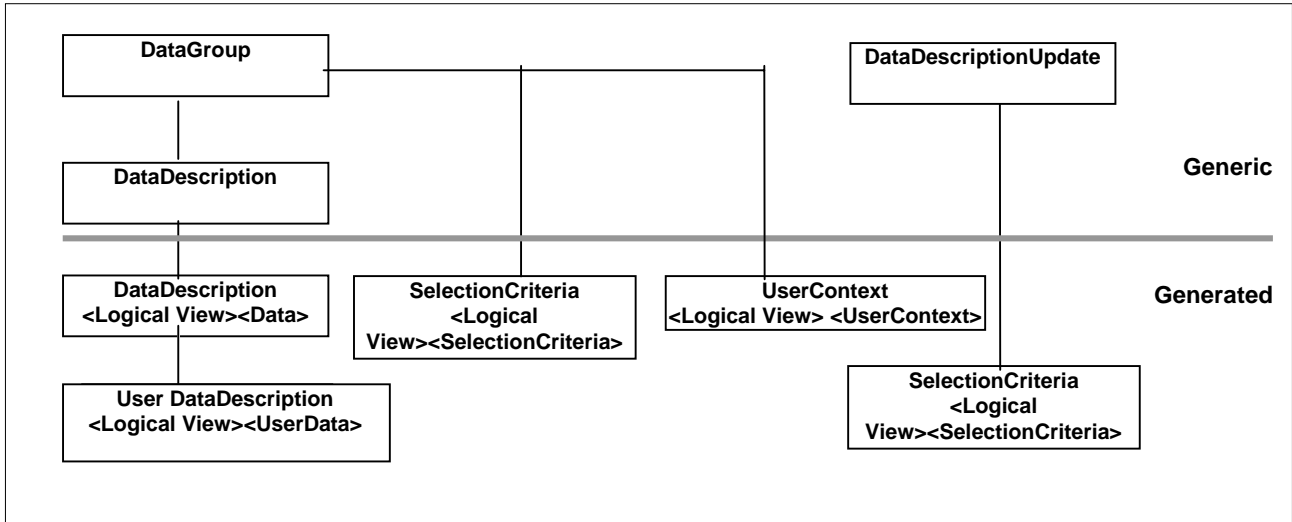 DataGroup
DataDescriptionUpdate
DataDescription
Generic
DataDescription
<Logical View><Data>
SelectionCriteria
<Logical
View><SelectionCriteria>
UserContext
<Logical View> <UserContext>
Generated
User DataDescription
<Logical View><UserData>
SelectionCriteria
<Logical
View><SelectionCriteria>